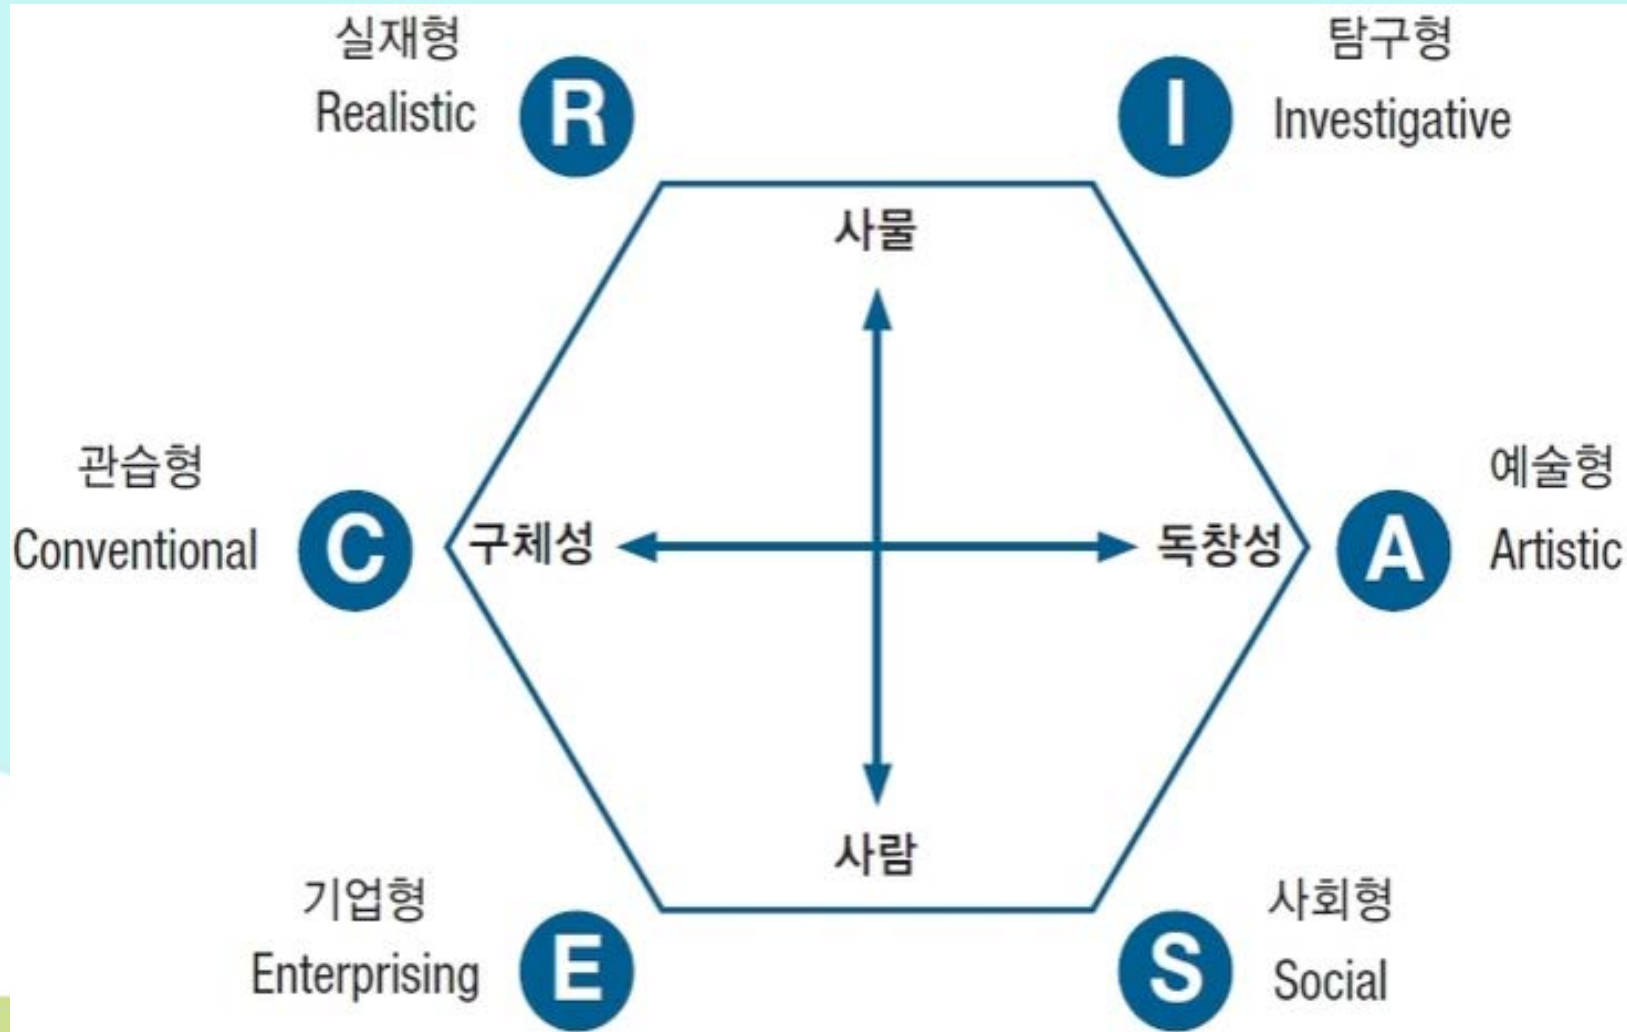 실재형
Realistic
R
탐구형
I
Investigative
사물
관습형
Conventional
C
구체성
독창성
예술형
A
Artistic
사람
기업형
Enterprising
E
사회형
S
Social